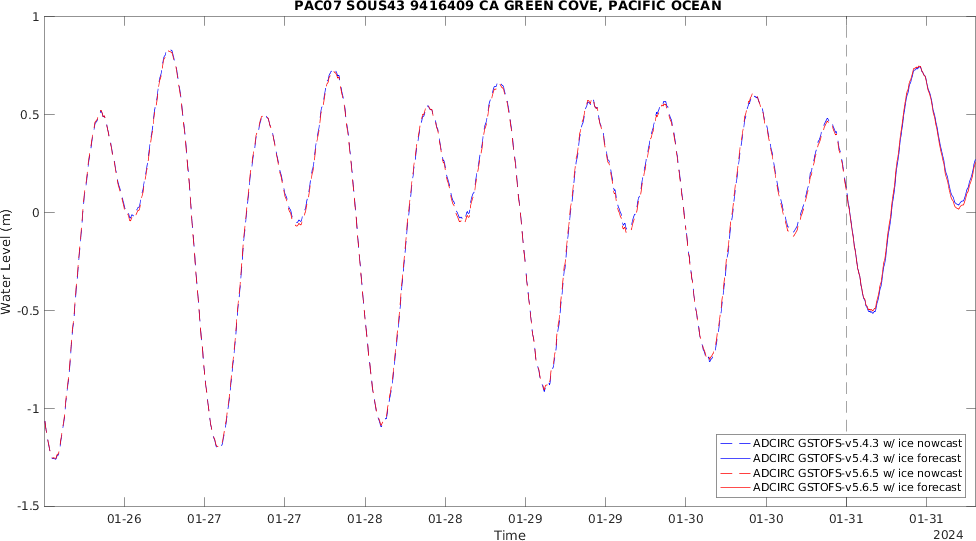 PAC07 SOUS43 9416409 CA GREEN COVE, PACIFIC OCEAN
1
0.5
0
-0.5
-1
-1.5
Water Level (m)
ADCIRC GSTOFS-v5.4.3 w/ ice nowcast
ADCIRC GSTOFS-v5.4.3 w/ ice forecast
ADCIRC GSTOFS-v5.6.5 w/ ice nowcast
ADCIRC GSTOFS-v5.6.5 w/ ice forecast
01-26 01-27 01-27 01-28 01-28 01-29 01-29 01-30 01-30 01-31 01-31
Time
2024